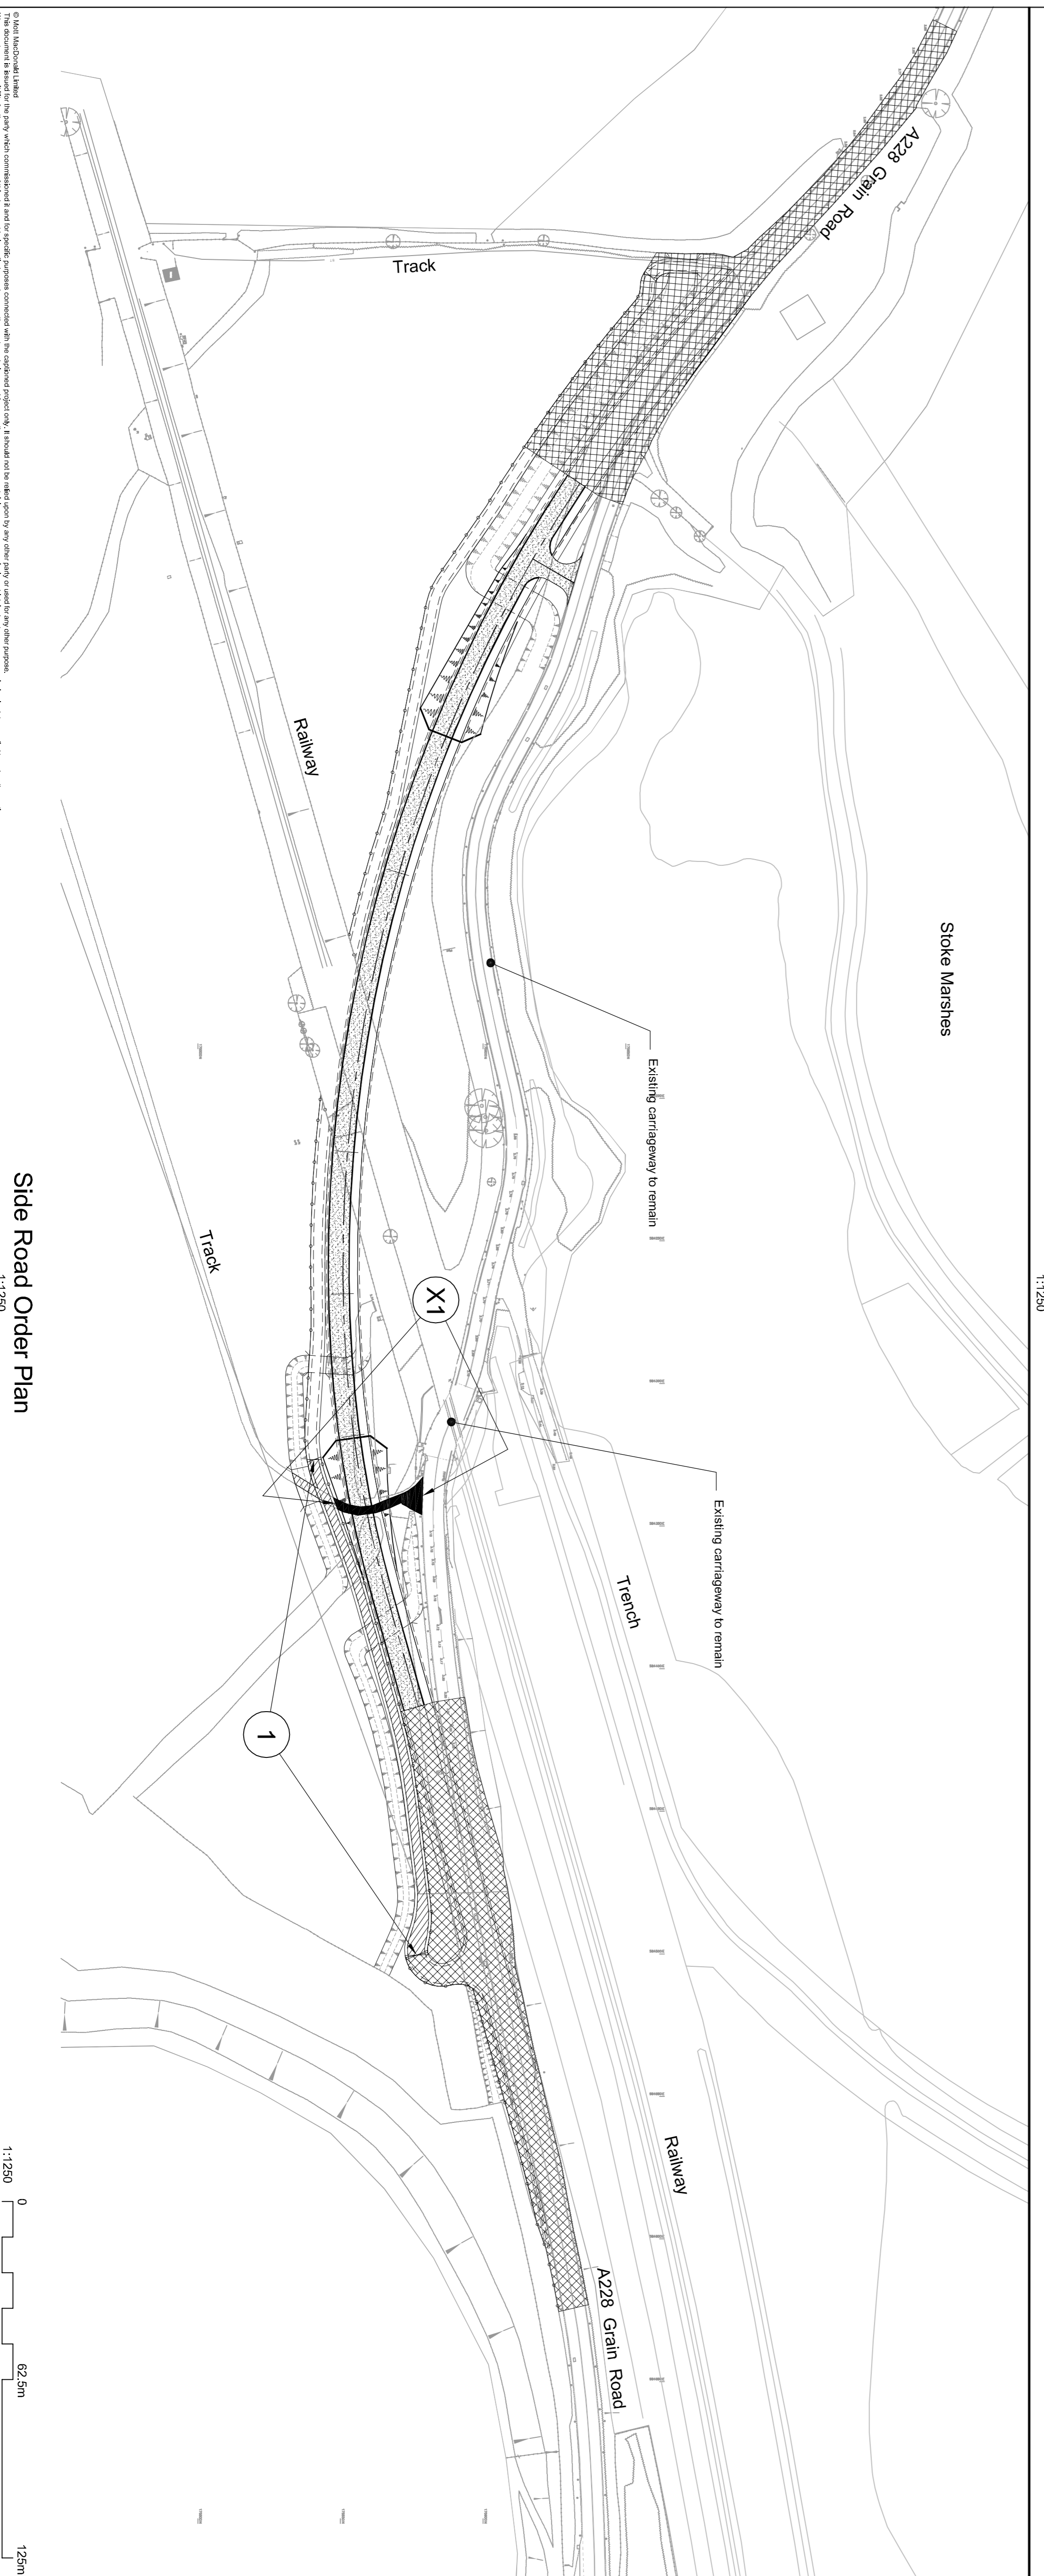 © Mott MacDonald Limited
This document is issued for the party which commissioned it and for specific purposes connected with the captioned project only. It should not be relied upon by any other party or used for any other purpose.
A228 Grain Road
Track
Railway
Stoke Marshes
Existing carriageway to remain
Track
X1
Existing carriageway to remain
Trench
1
Railway
A228 Grain Road
1:1250
Side Road Order Plan
1:1250
1:1250
0
62.5m
125m